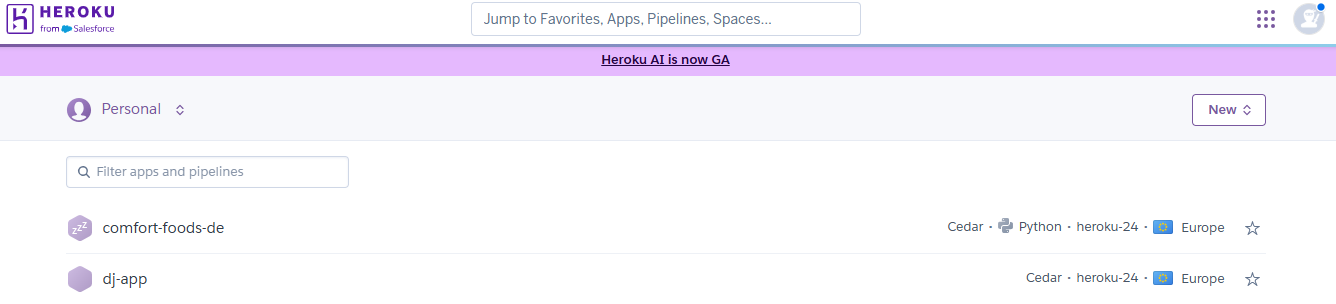 HEROKU
from Salesforce
Jump to Favorites, Apps, Pipelines, Spaces...
Heroku AI is now GA
Personal
New
Filter apps and pipelines
zzz comfort-foods-de Cedar · Python · heroku-24 · Europe
dj-app Cedar · heroku-24 · Europe